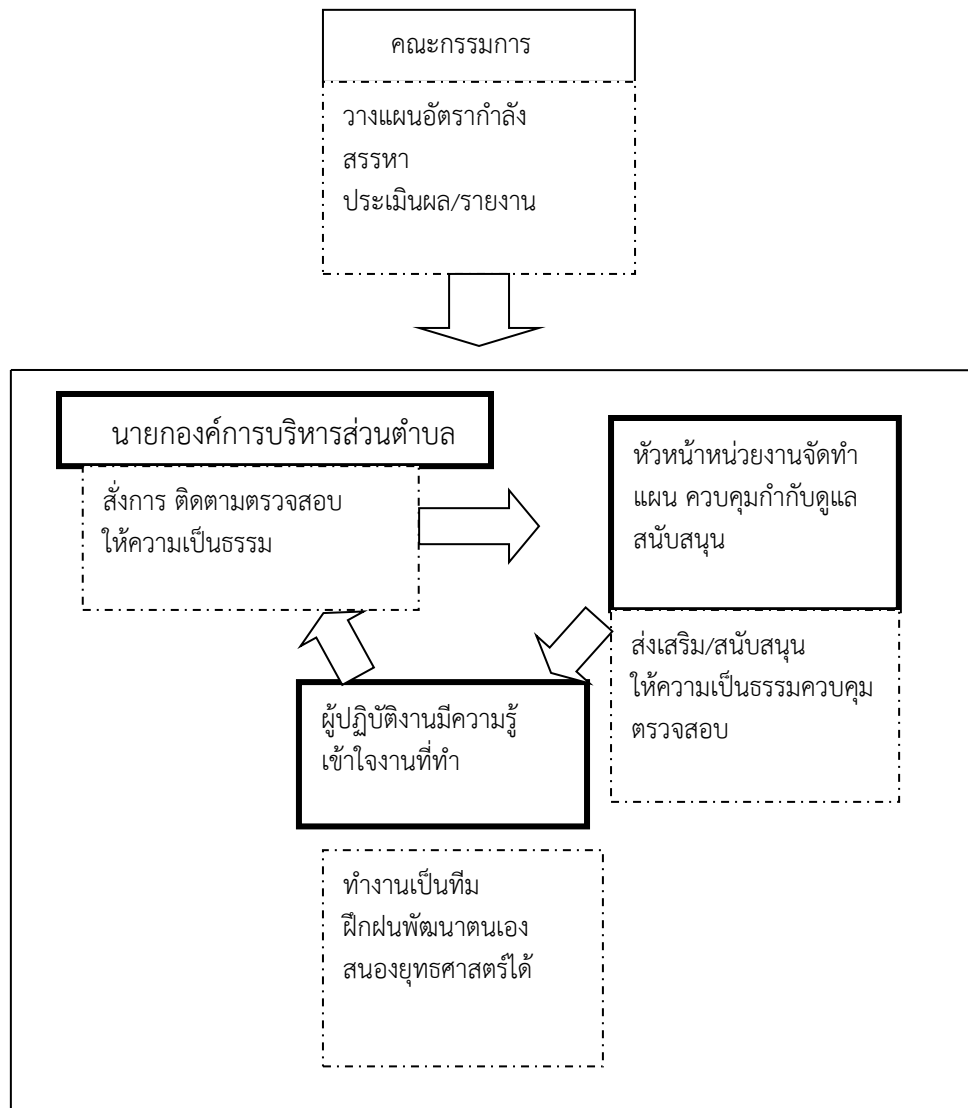 คณะกรรมการ
วางแผนอัตรากำลัง
สรรหา
ประเมินผล/รายงาน
นายกองค์การบริหารส่วนตำบล
สั่งการ ติดตามตรวจสอบ
ให้ความเป็นธรรม
หัวหน้าหน่วยงานจัดทำ
แผน ควบคุมกำกับดูแล
สนับสนุน
ส่งเสริม/สนับสนุน
ให้ความเป็นธรรมควบคุม
ตรวจสอบ
ผู้ปฏิบัติงานมีความรู้
เข้าใจงานที่ทำ
ทำงานเป็นทีม
ฝึกฝนพัฒนาตนเอง
สนองยุทธศาสตร์ได้